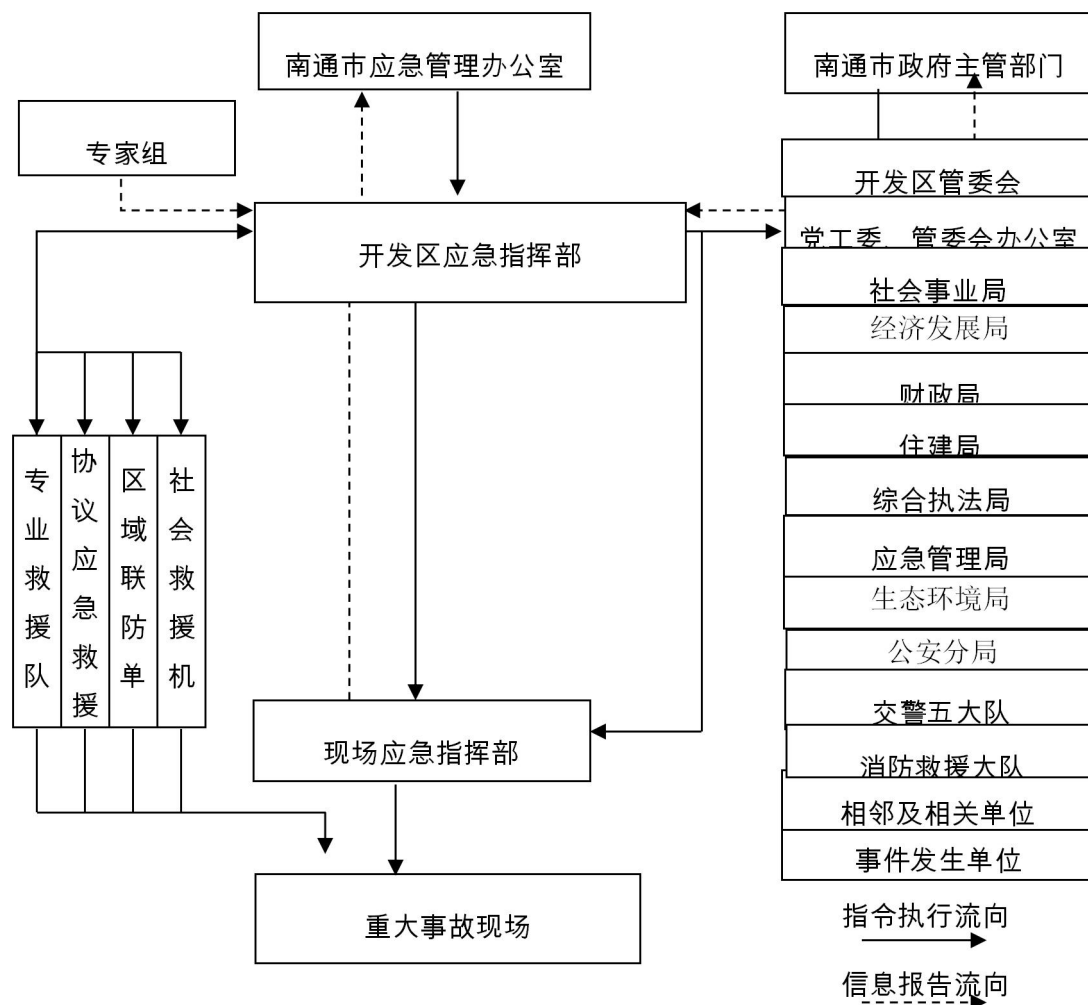 南通市应急管理办公室
南通市政府主管部门
专家组
开发区应急指挥部
开发区管委会
党工委、管委会办公室
社会事业局
经济发展局
财政局
住建局
综合执法局
应急管理局
生态环境局
公安分局
交警五大队
消防救援大队
相邻及相关单位
事件发生单位
专业救援队
协议应急救援
区域联防单
社会救援机
现场应急指挥部
重大事故现场
指令执行流向
信息报告流向